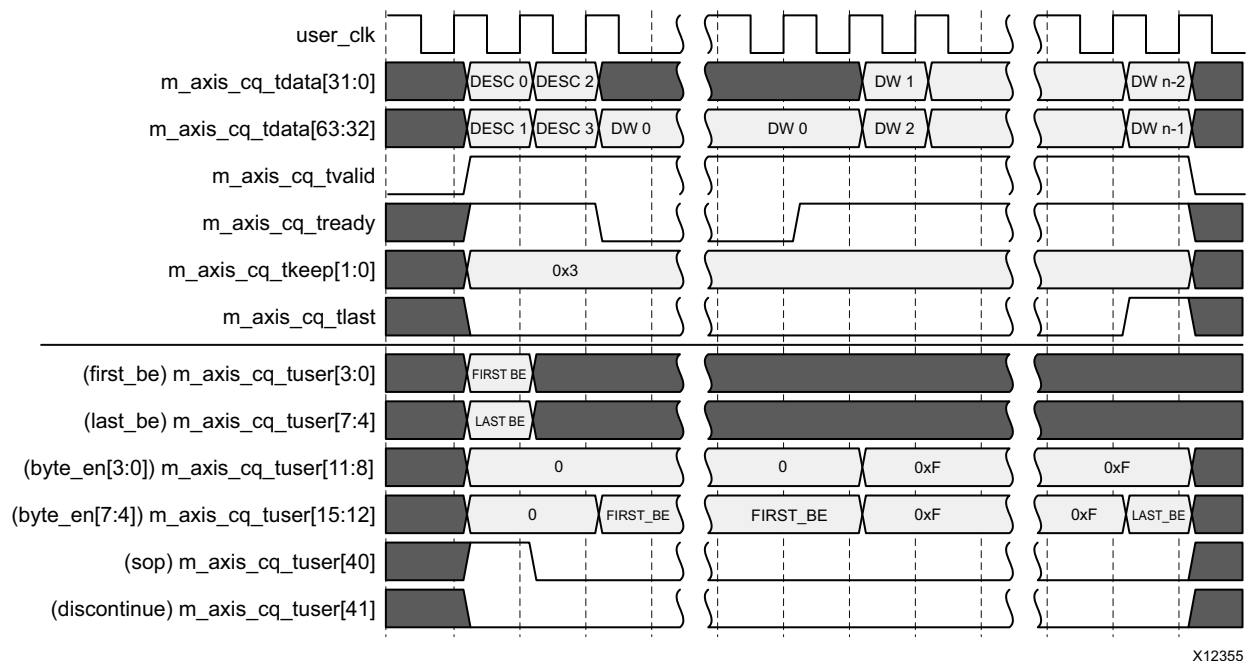 user_clk
m_axis_cq_tdata[31:0] DESC 0 DESC 2 DW 1 DW n-2
m_axis_cq_tdata[63:32] DESC 1 DESC 3 DW 0 DW 0 DW 2 DW n-1
m_axis_cq_tvalid
m_axis_cq_tready
m_axis_cq_tkeep[1:0] 0x3
m_axis_cq_tlast
(first_be) m_axis_cq_tuser[3:0] FIRST BE
(last_be) m_axis_cq_tuser[7:4] LAST BE
(byte_en[3:0]) m_axis_cq_tuser[11:8] 0 0 0xF 0xF
(byte_en[7:4]) m_axis_cq_tuser[15:12] 0 FIRST_BE FIRST_BE 0xF 0xF LAST_BE
(sop) m_axis_cq_tuser[40]
(discontinue) m_axis_cq_tuser[41]
X12355